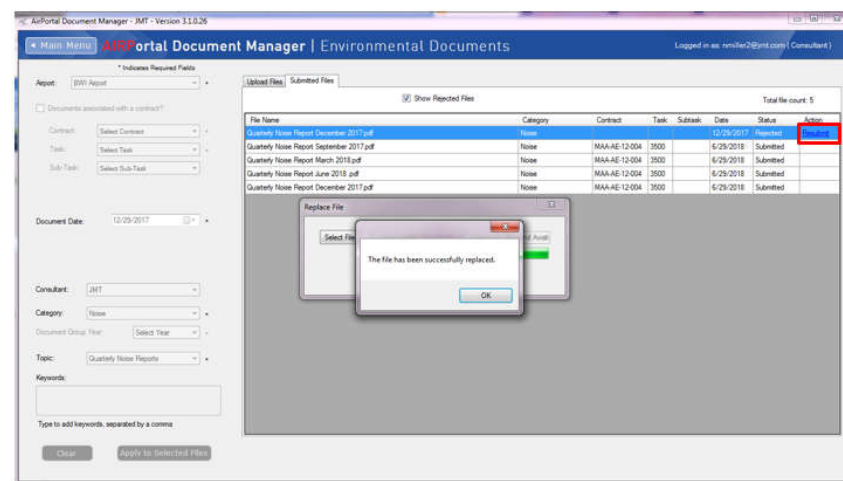 AirPortal Document Manager - JMT - Version 3.1.0.26
◄ Main Menu AIRPortal Document Manager | Environmental Documents Logged in as: nmiller2@jmt.com ( Consultant )
* Indicates Required Fields
Airport: BWI Airport *
Documents associated with a contract?
Contract: Select Contract *
Task: Select Task *
Sub-Task: Select Sub-Task
Document Date: 12/29/2017 *
Consultant: JMT
Category: Noise *
Document Group Year: Select Year *
Topic: Quarterly Noise Reports *
Keywords:
Type to add keywords, separated by a comma
Clear Apply to Selected Files
Upload Files Submitted Files
Show Rejected Files Total file count: 5
File Name Category Contract Task Subtask Date Status Action
Quarterly Noise Report December 2017.pdf Noise 12/29/2017 Rejected Resubmit
Quarterly Noise Report September 2017.pdf Noise MAA-AE-12-004 3500 6/29/2018 Submitted
Quarterly Noise Report March 2018.pdf Noise MAA-AE-12-004 3500 6/29/2018 Submitted
Quarterly Noise Report June 2018 .pdf Noise MAA-AE-12-004 3500 6/29/2018 Submitted
Quarterly Noise Report December 2017.pdf Noise MAA-AE-12-004 3500 6/29/2018 Submitted
Replace File
Select File
The file has been successfully replaced.
OK